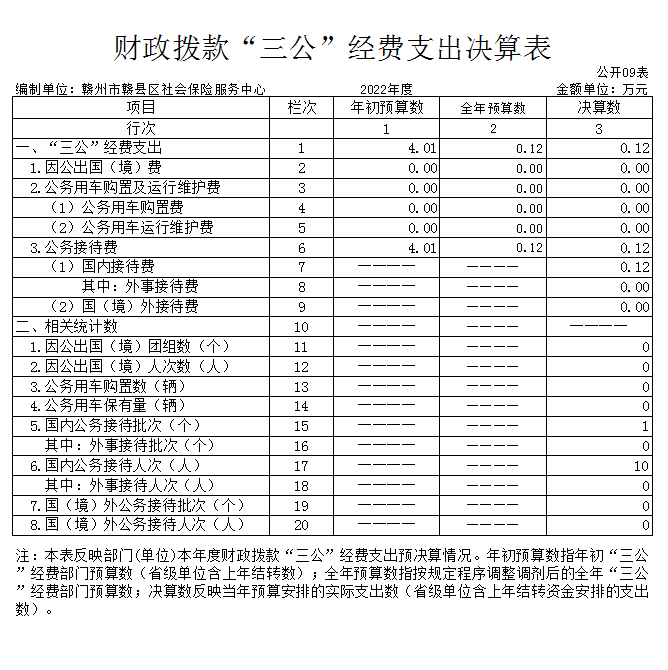 财政拨款“三公”经费支出决算表
公开09表
编制单位：赣州市赣县区社会保险服务中心 2022年度 金额单位：万元
项目 栏次 年初预算数 全年预算数 决算数
行次 1 2 3
一、“三公”经费支出 1 4.01 0.12 0.12
1.因公出国（境）费 2 0.00 0.00 0.00
2.公务用车购置及运行维护费 3 0.00 0.00 0.00
（1）公务用车购置费 4 0.00 0.00 0.00
（2）公务用车运行维护费 5 0.00 0.00 0.00
3.公务接待费 6 4.01 0.12 0.12
（1）国内接待费 7 ———— ———— 0.12
其中：外事接待费 8 ———— ———— 0.00
（2）国（境）外接待费 9 ———— ———— 0.00
二、相关统计数 10 ———— ———— ————
1.因公出国（境）团组数（个） 11 ———— ———— 0
2.因公出国（境）人次数（人） 12 ———— ———— 0
3.公务用车购置数（辆） 13 ———— ———— 0
4.公务用车保有量（辆） 14 ———— ———— 0
5.国内公务接待批次（个） 15 ———— ———— 1
其中：外事接待批次（个） 16 ———— ———— 0
6.国内公务接待人次（人） 17 ———— ———— 10
其中：外事接待人次（人） 18 ———— ———— 0
7.国（境）外公务接待批次（个） 19 ———— ———— 0
8.国（境）外公务接待人次（人） 20 ———— ———— 0
注：本表反映部门(单位)本年度财政拨款“三公”经费支出预决算情况。年初预算数指年初“三公
”经费部门预算数（省级单位含上年结转数）；全年预算数指按规定程序调整调剂后的全年“三公
”经费部门预算数；决算数反映当年预算安排的实际支出数（省级单位含上年结转资金安排的支出
数）。